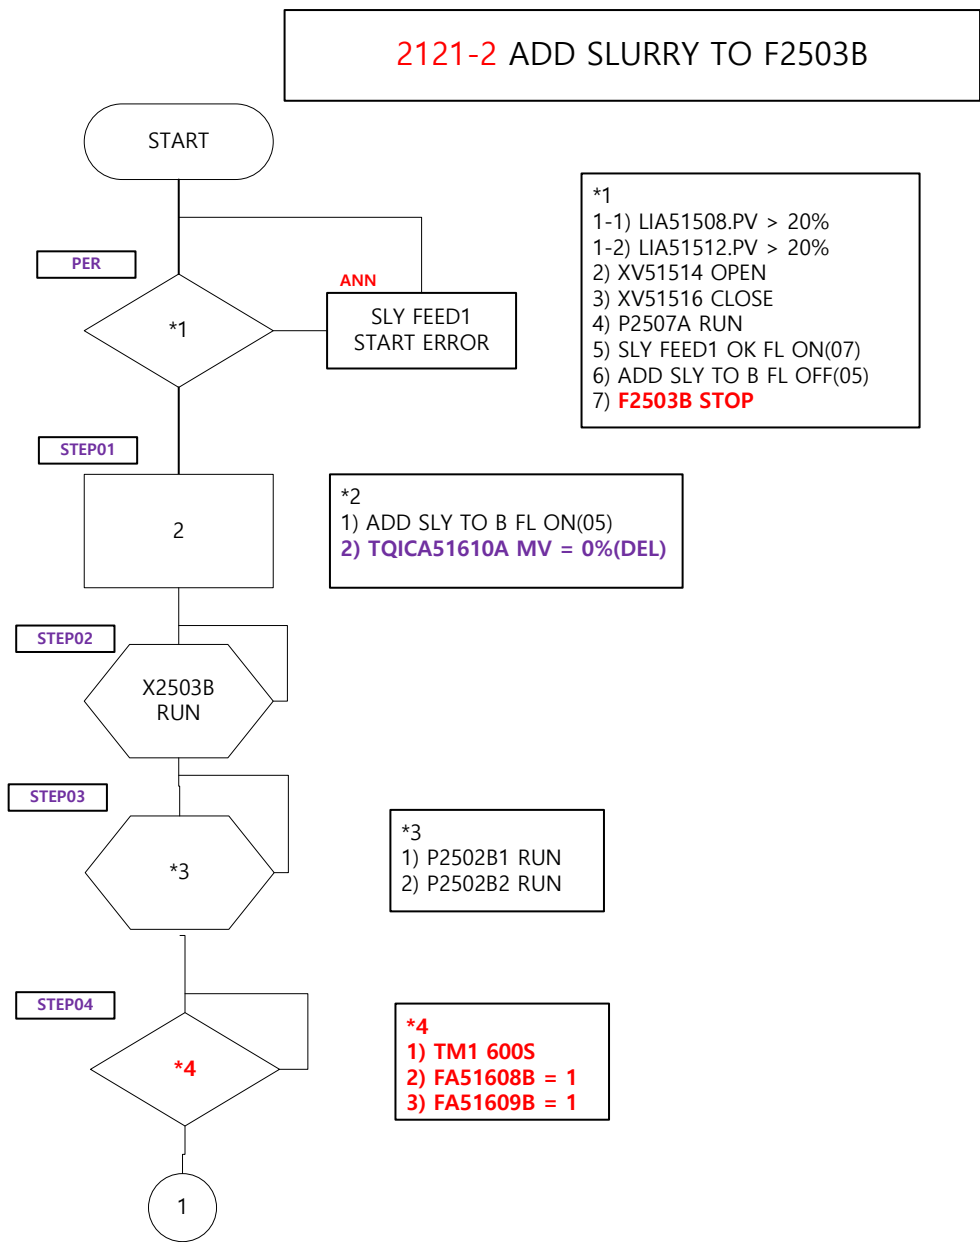 2121-2 ADD SLURRY TO F2503B
START
*1
1-1) LIA51508.PV > 20%
1-2) LIA51512.PV > 20%
2) XV51514 OPEN
3) XV51516 CLOSE
4) P2507A RUN
5) SLY FEED1 OK FL ON(07)
6) ADD SLY TO B FL OFF(05)
7) F2503B STOP
PER
ANN
*1
SLY FEED1
START ERROR
STEP01
2
*2
1) ADD SLY TO B FL ON(05)
2) TQICA51610A MV = 0%(DEL)
STEP02
X2503B
RUN
STEP03
*3
*3
1) P2502B1 RUN
2) P2502B2 RUN
STEP04
*4
*4
1) TM1 600S
2) FA51608B = 1
3) FA51609B = 1
1